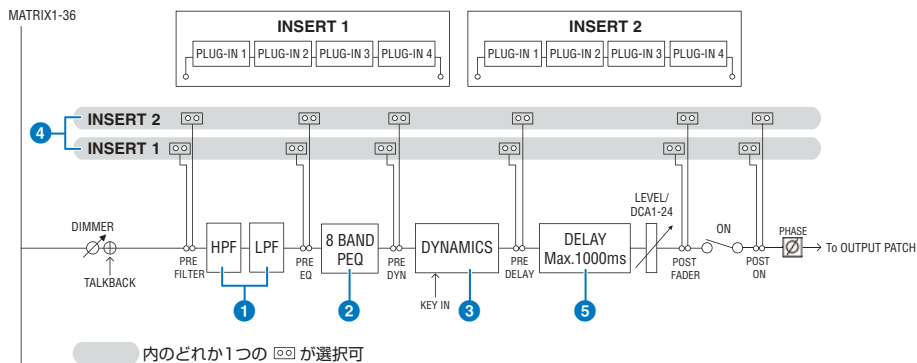 MATRIX1-36
INSERT 1
PLUG-IN 1 PLUG-IN 2 PLUG-IN 3 PLUG-IN 4
INSERT 2
PLUG-IN 1 PLUG-IN 2 PLUG-IN 3 PLUG-IN 4
4
INSERT 2
INSERT 1
DIMMER
TALKBACK
PRE
FILTER
HPF
LPF
1
PRE
EQ
8 BAND
PEQ
2
PRE
DYN
DYNAMICS
KEY IN
3
PRE
DELAY
DELAY
Max.1000ms
5
LEVEL/
DCA1-24
POST
FADER
ON
POST
ON
PHASE
To OUTPUT PATCH
内のどれか1つの が選択可